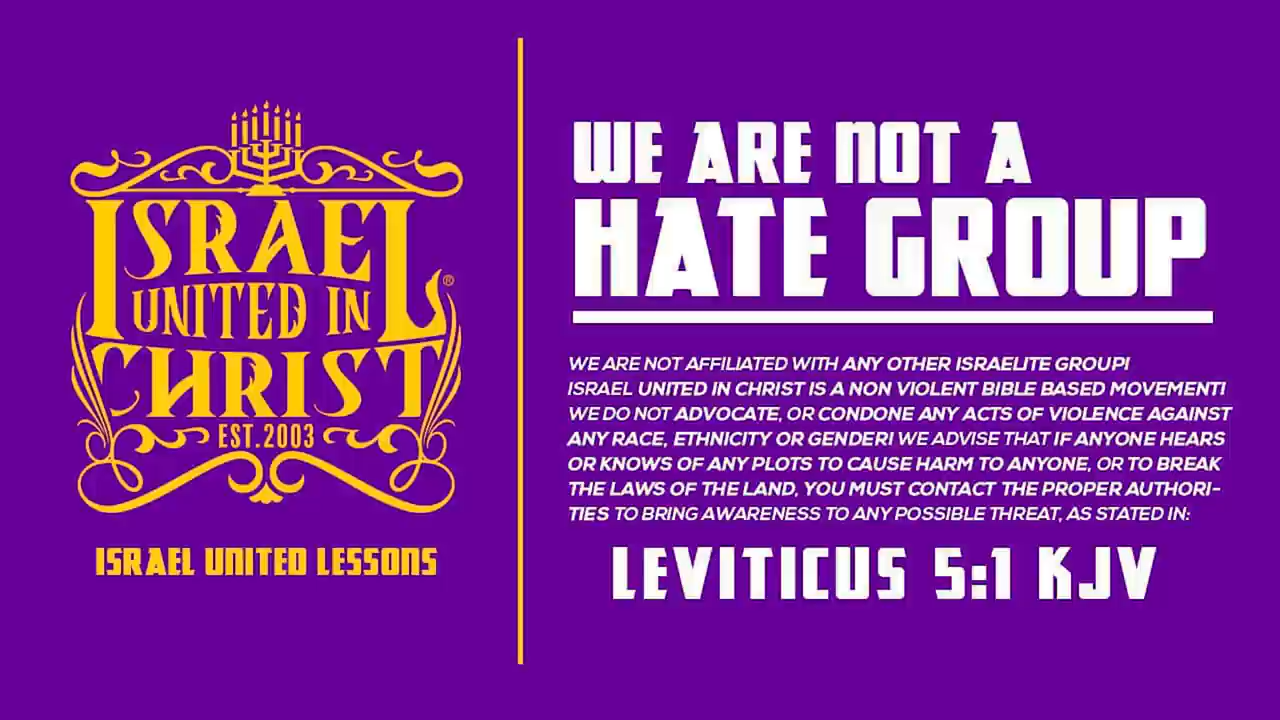 ISRAEL
UNITED IN
CHRIST®
EST. 2003
ISRAEL UNITED LESSONS
WE ARE NOT A
HATE GROUP
WE ARE NOT AFFILIATED WITH ANY OTHER ISRAELITE GROUP!
ISRAEL UNITED IN CHRIST IS A NON VIOLENT BIBLE BASED MOVEMENT!
WE DO NOT ADVOCATE, OR CONDONE ANY ACTS OF VIOLENCE AGAINST
ANY RACE, ETHNICITY OR GENDER! WE ADVISE THAT IF ANYONE HEARS
OR KNOWS OF ANY PLOTS TO CAUSE HARM TO ANYONE, OR TO BREAK
THE LAWS OF THE LAND, YOU MUST CONTACT THE PROPER AUTHORI-
TIES TO BRING AWARENESS TO ANY POSSIBLE THREAT, AS STATED IN:
LEVITICUS 5:1 KJV